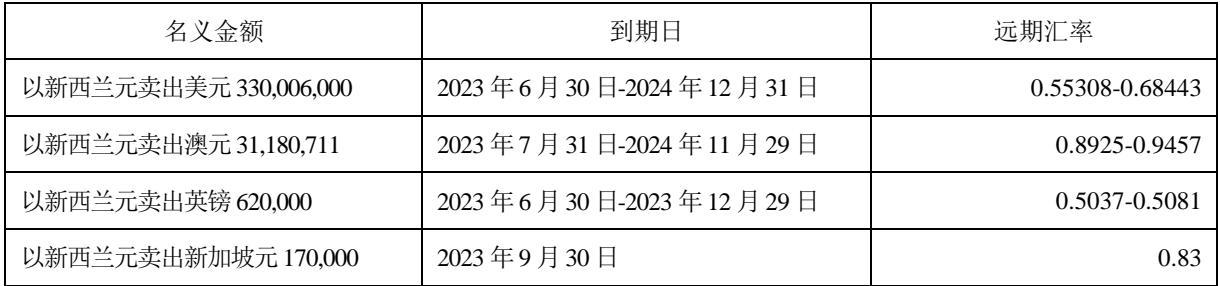 名义金额 到期日 远期汇率
以新西兰元卖出美元 330,006,000 2023 年 6 月 30 日-2024 年 12 月 31 日 0.55308-0.68443
以新西兰元卖出澳元 31,180,711 2023 年 7 月 31 日-2024 年 11 月 29 日 0.8925-0.9457
以新西兰元卖出英镑 620,000 2023 年 6 月 30 日-2023 年 12 月 29 日 0.5037-0.5081
以新西兰元卖出新加坡元 170,000 2023 年 9 月 30 日 0.83